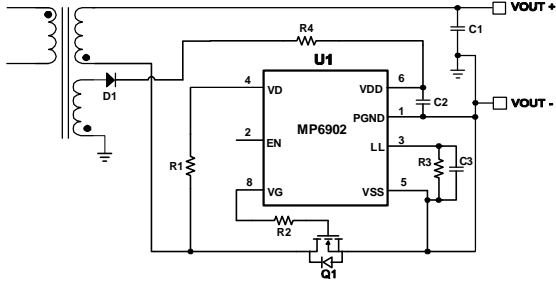 VOUT +
C1
R4
U1
D1
4
VD
VDD
6
C2
VOUT -
PGND
1
MP6902
2
EN
LL
3
R1
R3
C3
8
VG
VSS
5
R2
Q1